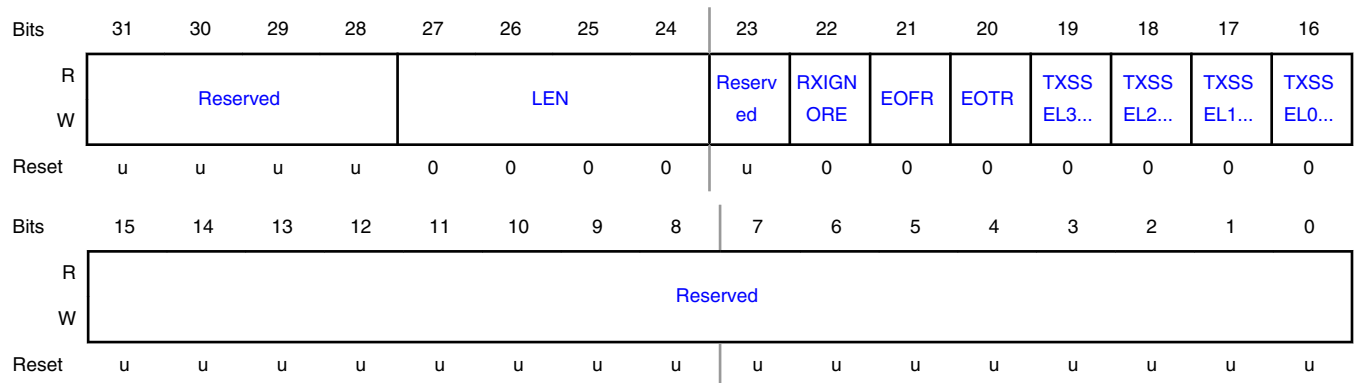 Bits 31 30 29 28 27 26 25 24 23 22 21 20 19 18 17 16
R
W
Reserved LEN Reserv RXIGN EOFR EOTR TXSS TXSS TXSS TXSS
ed ORE EL3... EL2... EL1... EL0...
Reset u u u u 0 0 0 0 u 0 0 0 0 0 0 0
Bits 15 14 13 12 11 10 9 8 7 6 5 4 3 2 1 0
R
Reserved
W
Reset u u u u u u u u u u u u u u u u